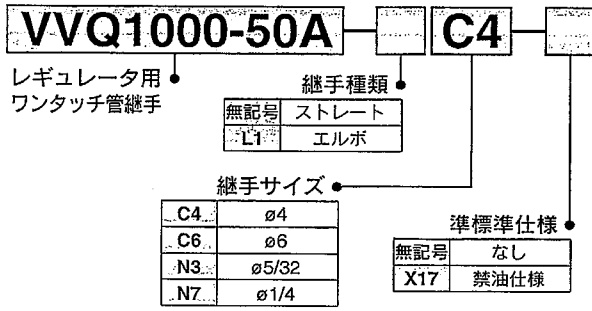 VVQ1000-50A - C4 -
レギュレータ用
ワンタッチ管継手
継手種類
無記号 ストレート
L1 エルボ
継手サイズ
C4 ø4
C6 ø6
N3 ø5/32
N7 ø1/4
準標準仕様
無記号 なし
X17 禁油仕様